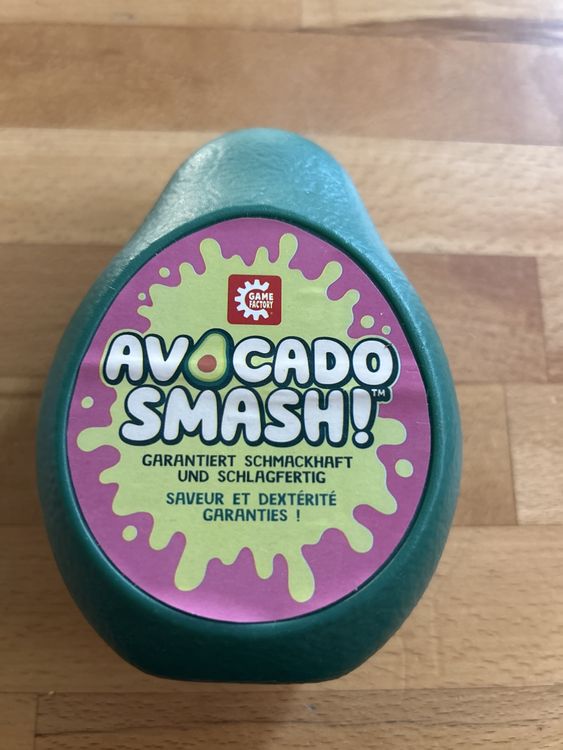 GAME
FACTORY
AVOCADO
SMASH!™
GARANTIERT SCHMACKHAFT
UND SCHLAGFERTIG
SAVEUR ET DEXTÉRITÉ
GARANTIES !